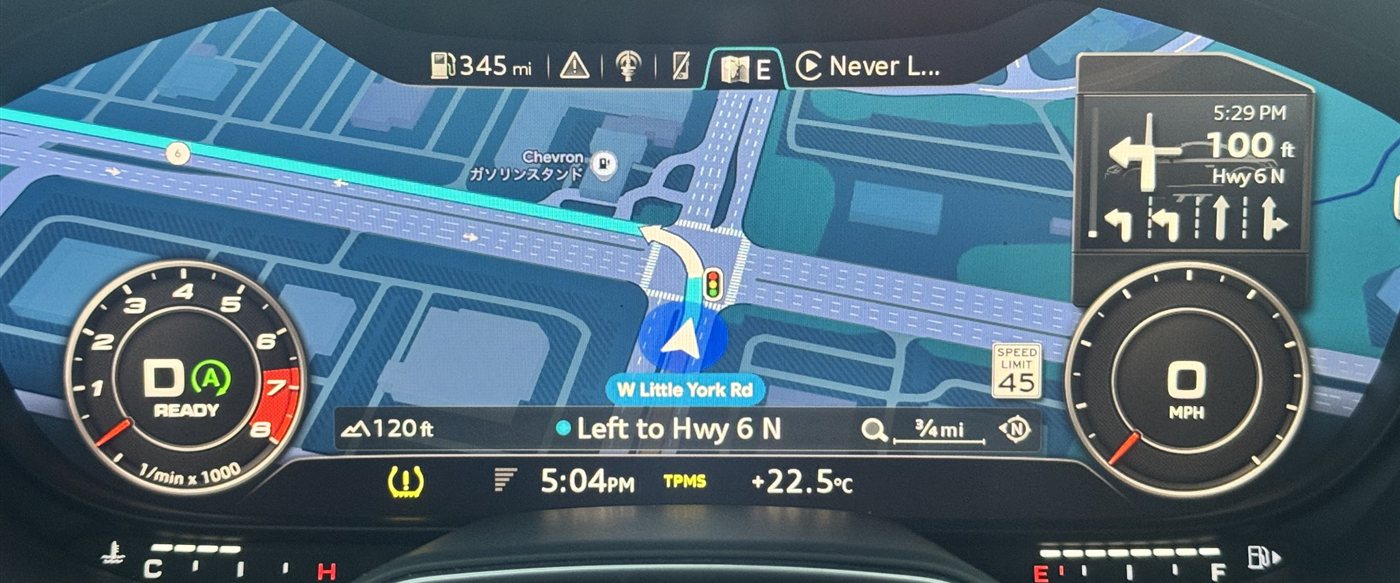 345 mi
E
Never L...
5:29 PM
100 ft
Hwy 6 N
6
Chevron
ガソリンスタンド
W Little York Rd
SPEED
LIMIT
45
120 ft
Left to Hwy 6 N
3/4 mi
N
1 2 3 4 5 6 7 8
D A
READY
1/min x 1000
0
MPH
5:04PM
TPMS
+22.5°C
C H
E F